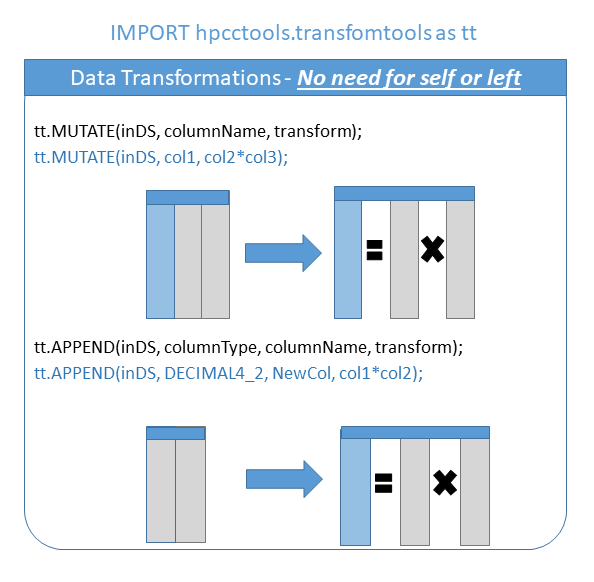 IMPORT hpcctools.transfomtools as tt
Data Transformations - No need for self or left
tt.MUTATE(inDS, columnName, transform);
tt.MUTATE(inDS, col1, col2*col3);
=
×
tt.APPEND(inDS, columnType, columnName, transform);
tt.APPEND(inDS, DECIMAL4_2, NewCol, col1*col2);
=
×